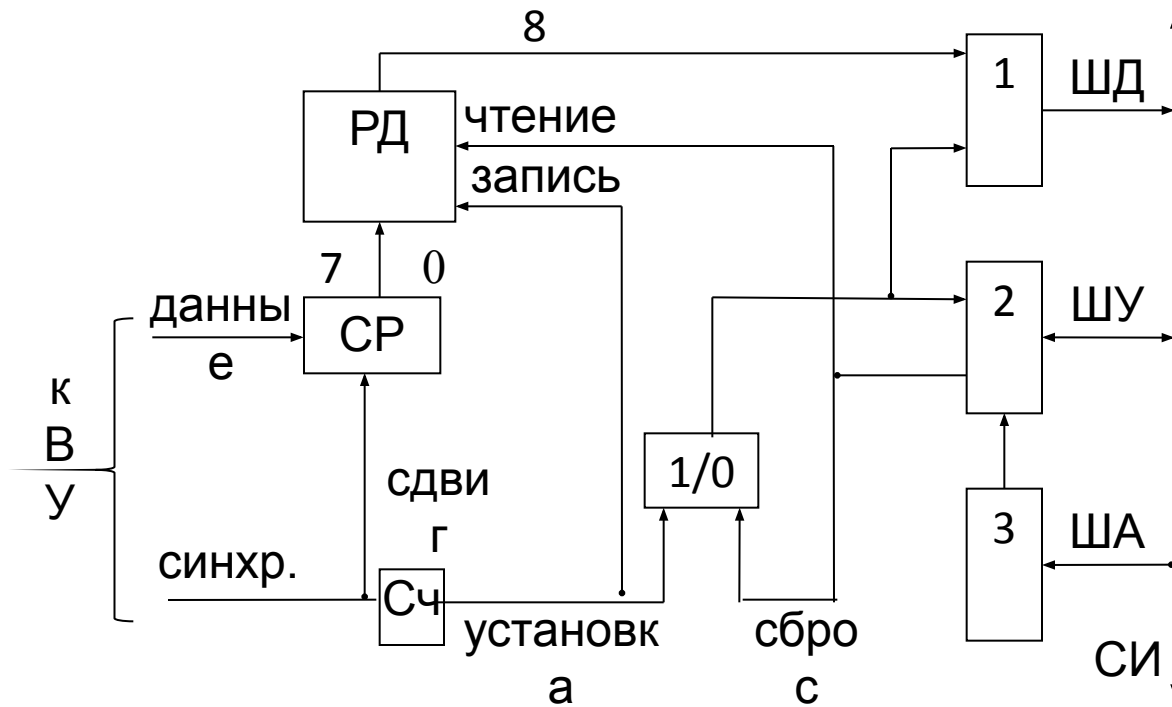 8
1
ШД
РД
чтение
запись
7 0
данны
е
СР
2
ШУ
к
В
У
сдви
г
1/0
3
ША
синхр.
Сч
установк
а
сбро
с
СИ